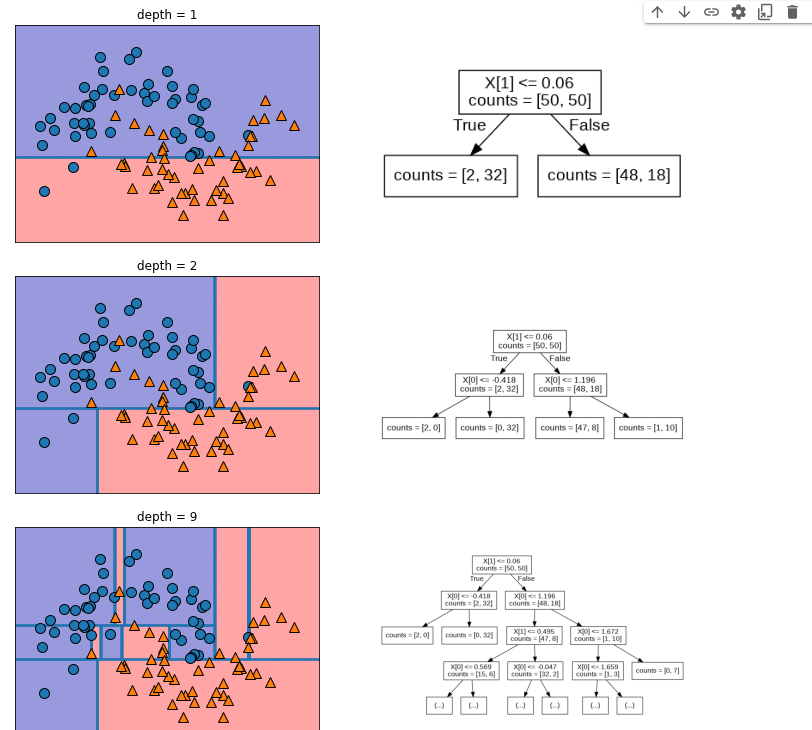 depth = 1
X[1] <= 0.06
counts = [50, 50]
True
False
counts = [2, 32]
counts = [48, 18]
depth = 2
X[1] <= 0.06
counts = [50, 50]
True
False
X[0] <= -0.418
counts = [2, 32]
X[0] <= 1.196
counts = [48, 18]
counts = [2, 0]
counts = [0, 32]
counts = [47, 8]
counts = [1, 10]
depth = 9
X[1] <= 0.06
counts = [50, 50]
True
False
X[0] <= -0.418
counts = [2, 32]
X[0] <= 1.196
counts = [48, 18]
counts = [2, 0]
counts = [0, 32]
X[1] <= 0.495
counts = [47, 8]
X[0] <= 1.672
counts = [1, 10]
X[0] <= 0.569
counts = [15, 6]
X[0] <= -0.047
counts = [32, 2]
X[0] <= 1.659
counts = [1, 3]
counts = [0, 7]
(...)
(...)
(...)
(...)
(...)
(...)